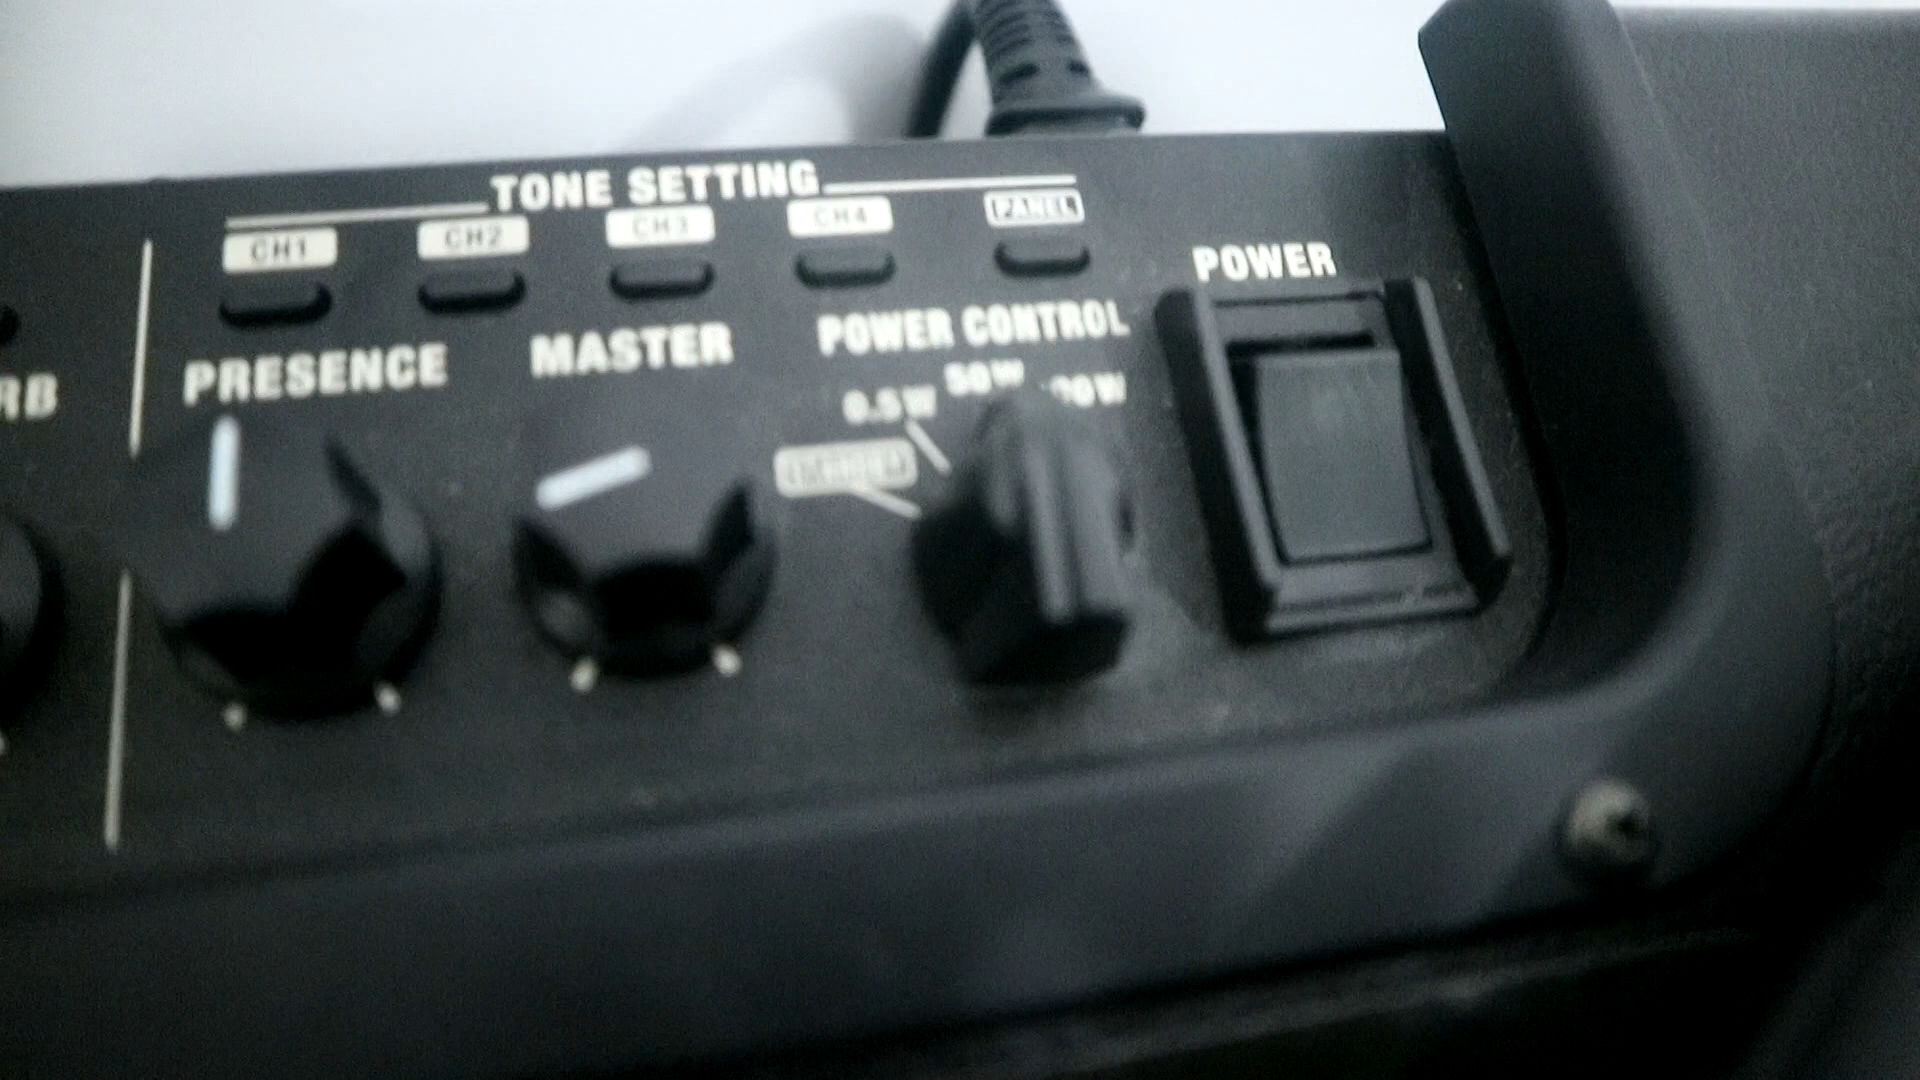 TONE SETTING
CH1 CH2 CH3 CH4 PANEL
POWER
PRESENCE MASTER POWER CONTROL
0.5W 50W